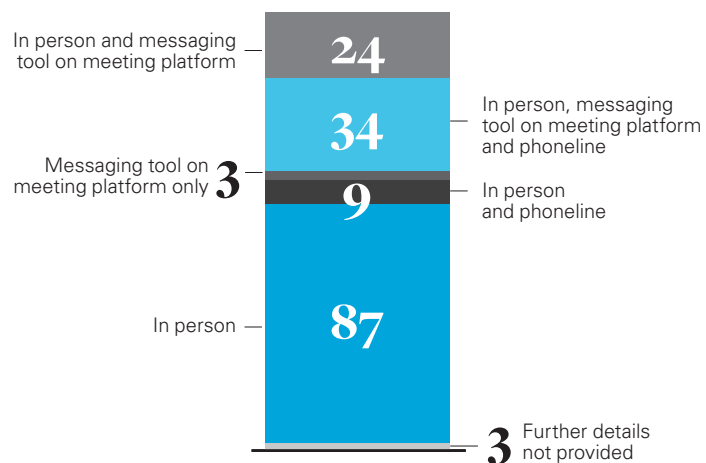 In person and messaging
tool on meeting platform
24
In person, messaging
tool on meeting platform
and phoneline
34
Messaging tool on
meeting platform only
3
In person
and phoneline
9
In person
87
3
Further details
not provided